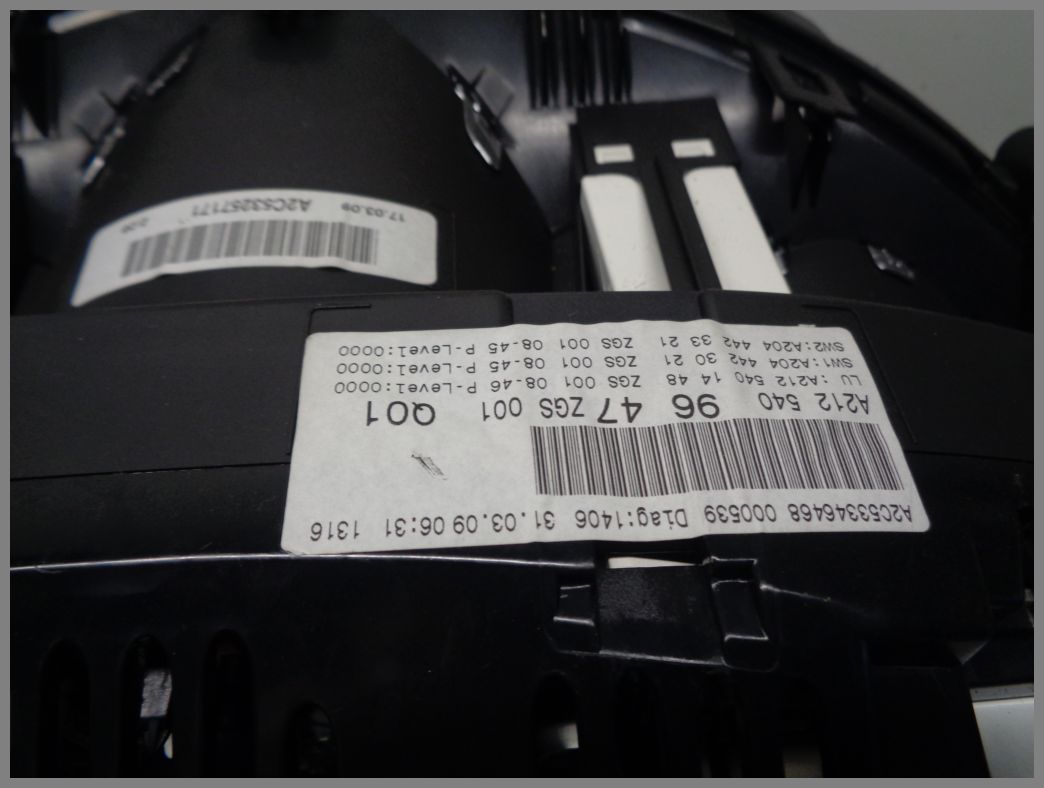 A2C53346468 000539 Diag:1406 31.03.09 06:31 1316
A212 540 96 47 ZGS 001 Q01
LU :A212 540 14 48 ZGS 001 08-46 P-Level:0000
SW1:A204 442 30 21 ZGS 001 08-45 P-Level:0000
SW2:A204 442 33 21 ZGS 001 08-45 P-Level:0000
17.03.09 A2C53257171